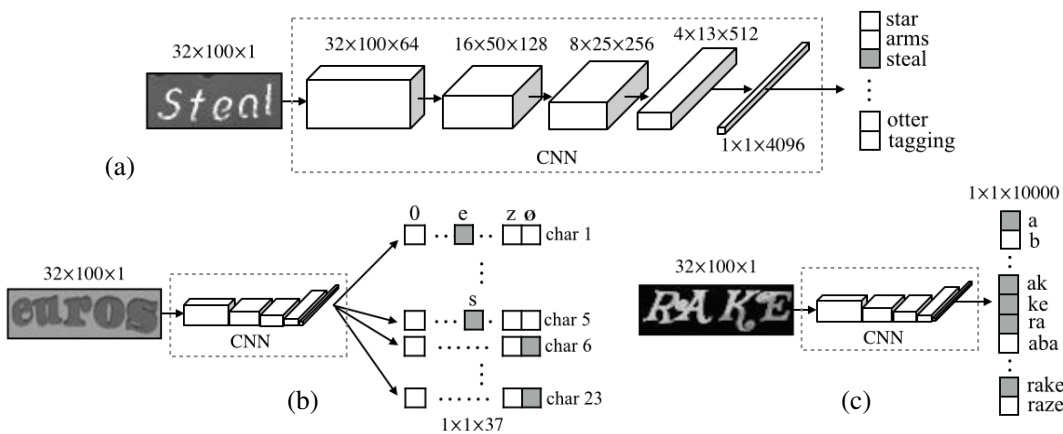 32×100×1
Steal
32×100×64
16×50×128
8×25×256
4×13×512
1×1×4096
CNN
star
arms
steal
otter
tagging
(a)
32×100×1
euros
CNN
0 e z ø
char 1
s
char 5
char 6
char 23
1×1×37
(b)
32×100×1
RAKE
CNN
1×1×10000
a
b
ak
ke
ra
aba
rake
raze
(c)